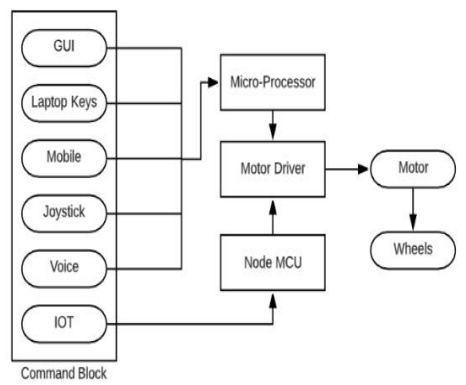 GUI
Laptop Keys
Mobile
Joystick
Voice
IOT
Command Block
Micro-Processor
Motor Driver
Node MCU
Motor
Wheels